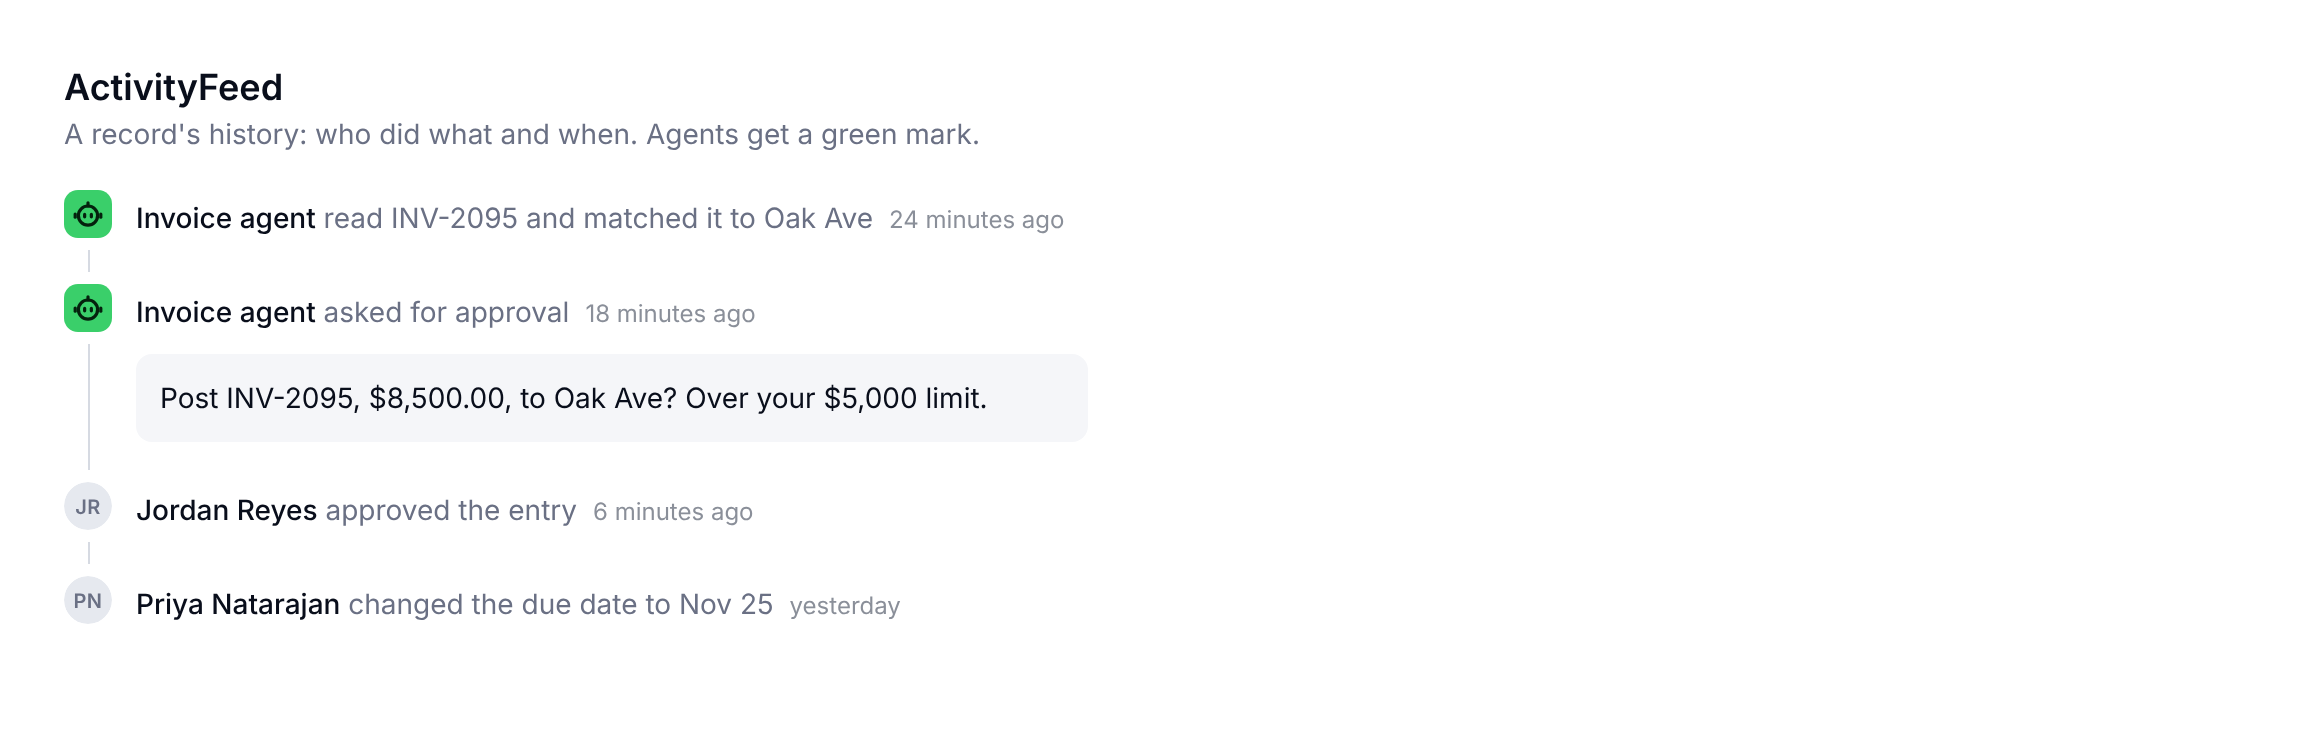 ActivityFeed
A record's history: who did what and when. Agents get a green mark.
Invoice agent read INV-2095 and matched it to Oak Ave 24 minutes ago
Invoice agent asked for approval 18 minutes ago
Post INV-2095, $8,500.00, to Oak Ave? Over your $5,000 limit.
JR Jordan Reyes approved the entry 6 minutes ago
PN Priya Natarajan changed the due date to Nov 25 yesterday